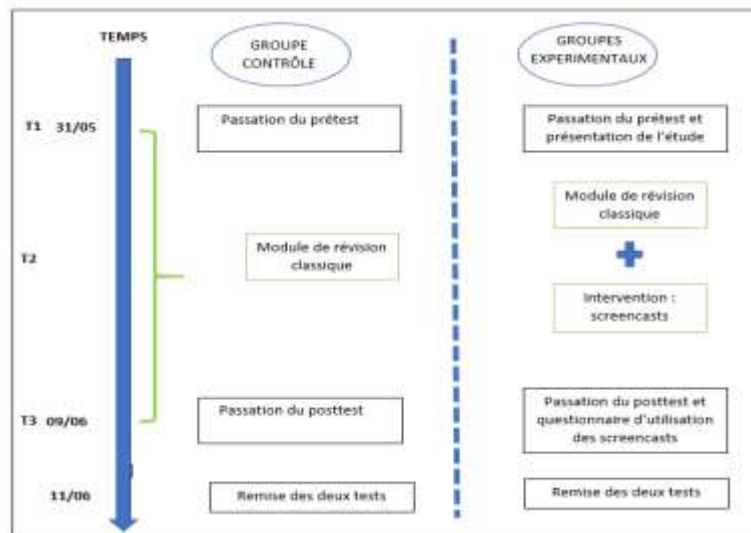 TEMPS
GROUPE
CONTRÔLE
GROUPES
EXPERIMENTAUX
T1 31/05
Passation du prétest
Passation du prétest et
présentation de l'étude
Module de révision
classique
T2
Module de révision
classique
Intervention :
screencasts
T3 09/06
Passation du posttest
Passation du posttest et
questionnaire d'utilisation
des screencasts
11/06
Remise des deux tests
Remise des deux tests